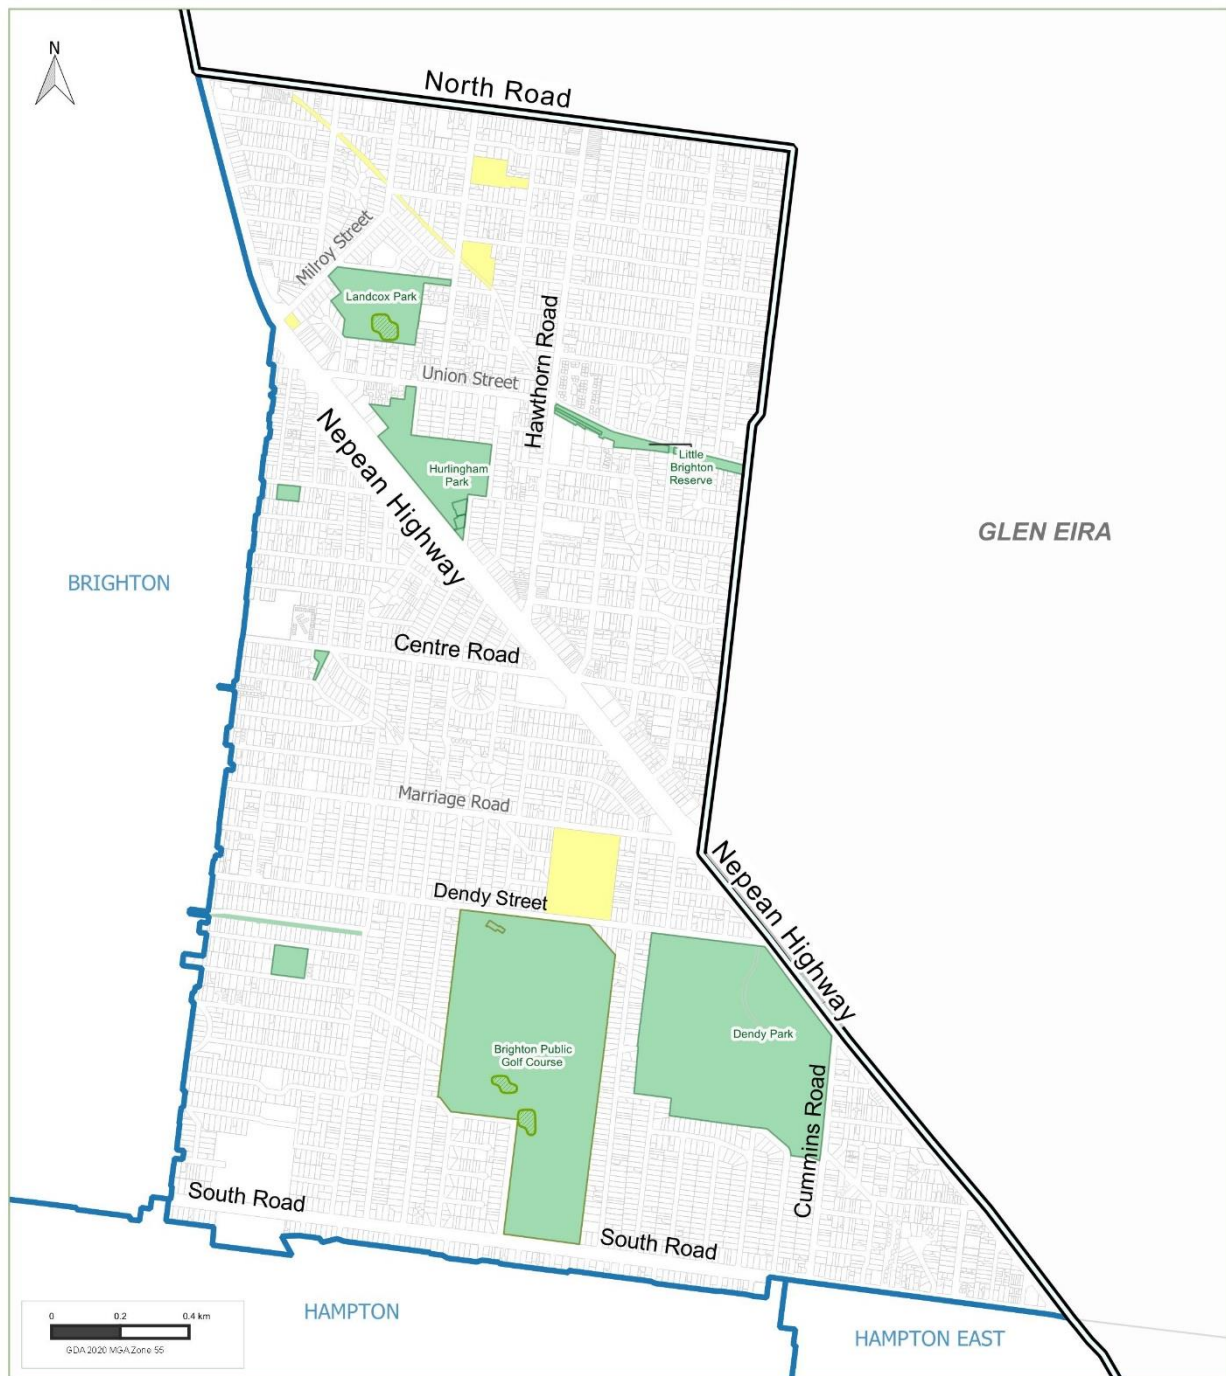 N
North Road
Milroy Street
Landcox Park
Hawthorn Road
Union Street
Nepean Highway
Hurlingham
Park
Little
Brighton
Reserve
GLEN EIRA
BRIGHTON
Centre Road
Marriage Road
Nepean Highway
Dendy Street
Dendy Park
Brighton Public
Golf Course
Cummins Road
South Road
South Road
HAMPTON
HAMPTON EAST
0 0.2 0.4 km
GDA 2020 MGA Zone 55